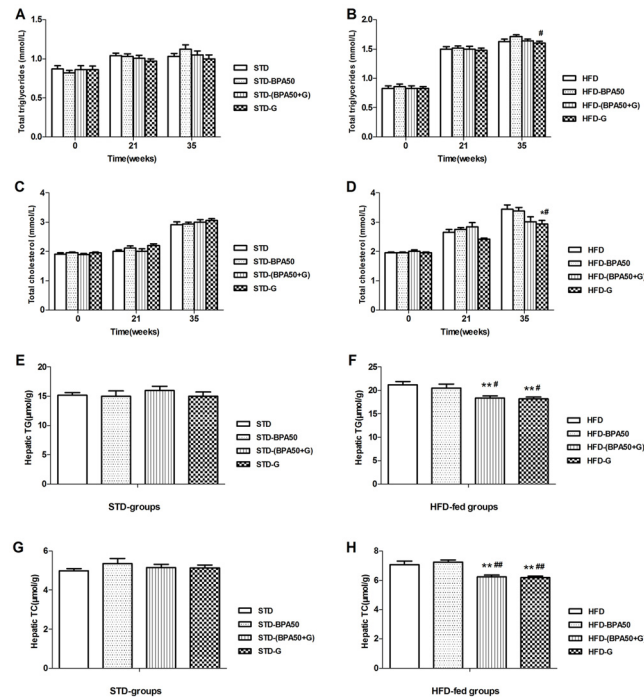 A
Total triglycerides (mmol/L)
1.5
1.0
0.5
0.0
0 21 35
Time(weeks)
STD
STD-BPA50
STD-(BPA50+G)
STD-G
B
Total triglycerides (mmol/L)
2.0
1.5
1.0
0.5
0.0
#
0 21 35
Time(weeks)
HFD
HFD-BPA50
HFD-(BPA50+G)
HFD-G
C
Total cholesterol (mmol/L)
4
3
2
1
0
0 21 35
Time(weeks)
STD
STD-BPA50
STD-(BPA50+G)
STD-G
D
Total cholesterol (mmol/L)
4
3
2
1
0
*#
0 21 35
Time(weeks)
HFD
HFD-BPA50
HFD-(BPA50+G)
HFD-G
E
Hepatic TG(μmol/g)
20
15
10
5
0
STD-groups
STD
STD-BPA50
STD-(BPA50+G)
STD-G
F
Hepatic TG(μmol/g)
25
20
15
10
5
0
** #
** #
HFD-fed groups
HFD
HFD-BPA50
HFD-(BPA50+G)
HFD-G
G
Hepatic TC(μmol/g)
8
6
4
2
0
STD-groups
STD
STD-BPA50
STD-(BPA50+G)
STD-G
H
Hepatic TC(μmol/g)
8
6
4
2
0
** ##
** ##
HFD-fed groups
HFD
HFD-BPA50
HFD-(BPA50+G)
HFD-G